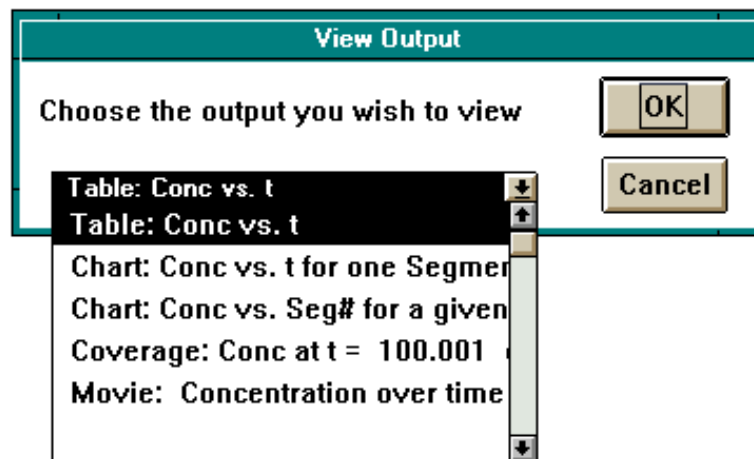 View Output
Choose the output you wish to view
OK
Cancel
Table: Conc vs. t
Table: Conc vs. t
Chart: Conc vs. t for one
Chart: Conc vs. Seg# for a given
Coverage: Conc at t = 100.001
Movie: Concentration over time